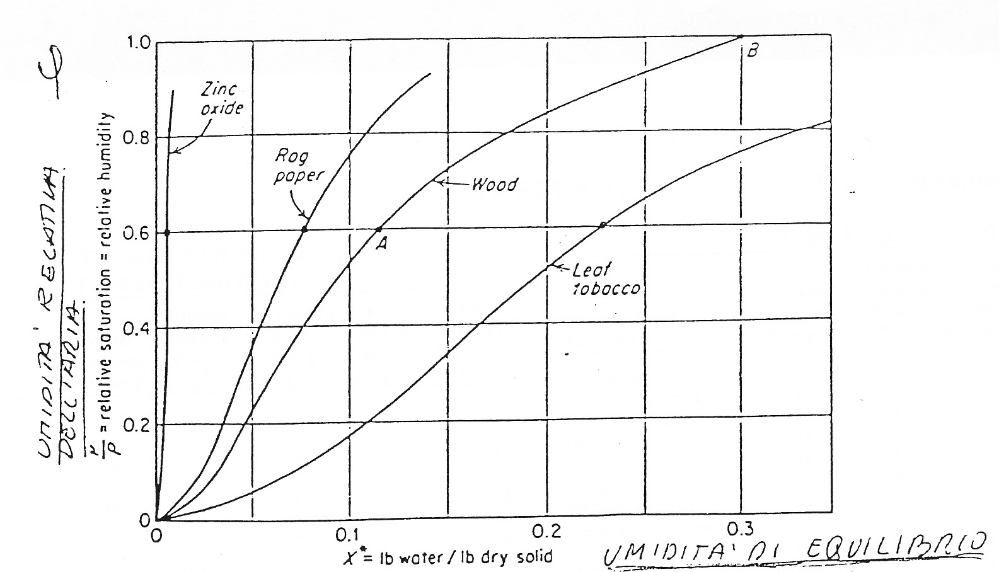 UMIDITA' RELATIVA
DELL'ARIA
φ
p̄/p = relative saturation = relative humidity
1.0
0.8
0.6
0.4
0.2
0
Zinc
oxide
Rag
paper
Wood
A
B
Leaf
tobacco
0
0.1
0.2
0.3
X* = lb water / lb dry solid
UMIDITA' DI EQUILIBRIO